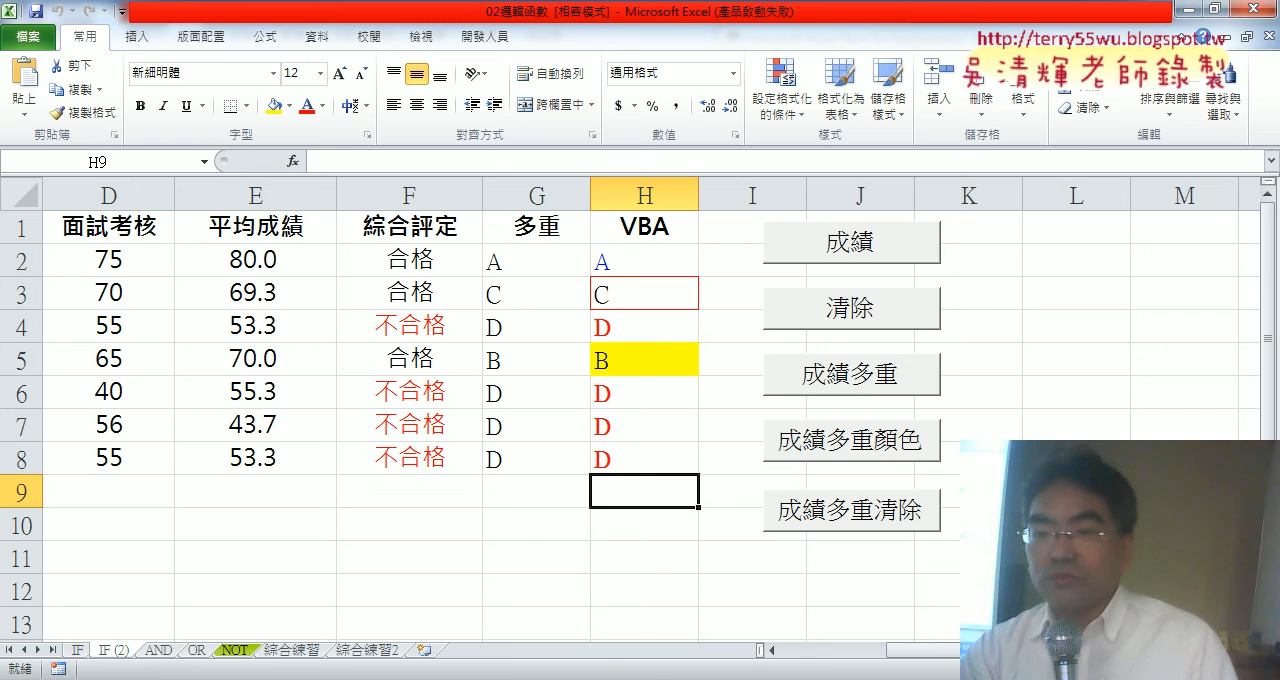 02邏輯函數 [相容模式] - Microsoft Excel (產品啟動失敗)
檔案 常用 插入 版面配置 公式 資料 校閱 檢視 開發人員
http://terry55wu.blogspot.tw
吳清輝老師錄製
貼上 剪下 複製 複製格式 剪貼簿
新細明體 12 B I U A 字型
自動換列 跨欄置中 對齊方式
通用格式 $ % , 數值
設定格式化的條件 格式化為表格 儲存格樣式 樣式
插入 刪除 格式 儲存格
清除 排序與篩選 尋找與選取 編輯
H9 fx
D E F G H I J K L M
1 面試考核 平均成績 綜合評定 多重 VBA
2 75 80.0 合格 A A
3 70 69.3 合格 C C
4 55 53.3 不合格 D D
5 65 70.0 合格 B B
6 40 55.3 不合格 D D
7 56 43.7 不合格 D D
8 55 53.3 不合格 D D
9
10
11
12
13
成績
清除
成績多重
成績多重顏色
成績多重清除
IF IF (2) AND OR NOT 綜合練習 綜合練習2
就緒